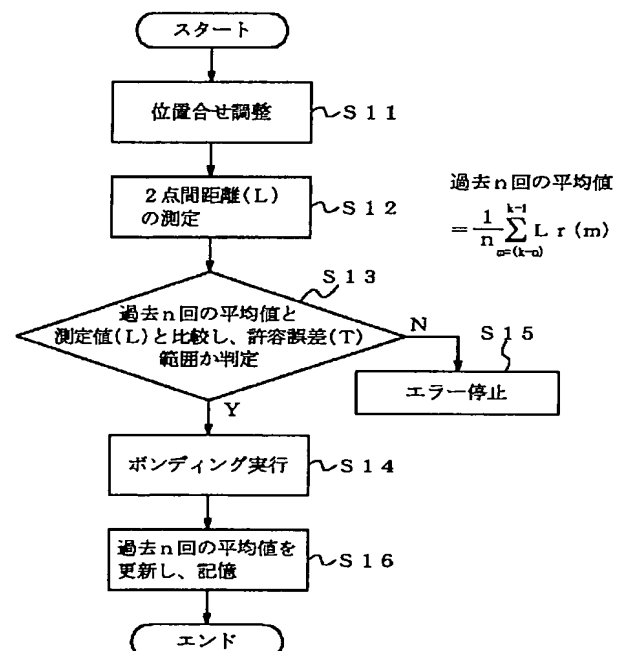 スタート
位置合せ調整
S11
2点間距離(L)
の測定
S12
過去n回の平均値
= 1/n Σ Lr(m)
k-1
m=(k-n)
S13
過去n回の平均値と
測定値(L)と比較し、許容誤差(T)
範囲か判定
N
S15
エラー停止
Y
ボンディング実行
S14
過去n回の平均値を
更新し、記憶
S16
エンド